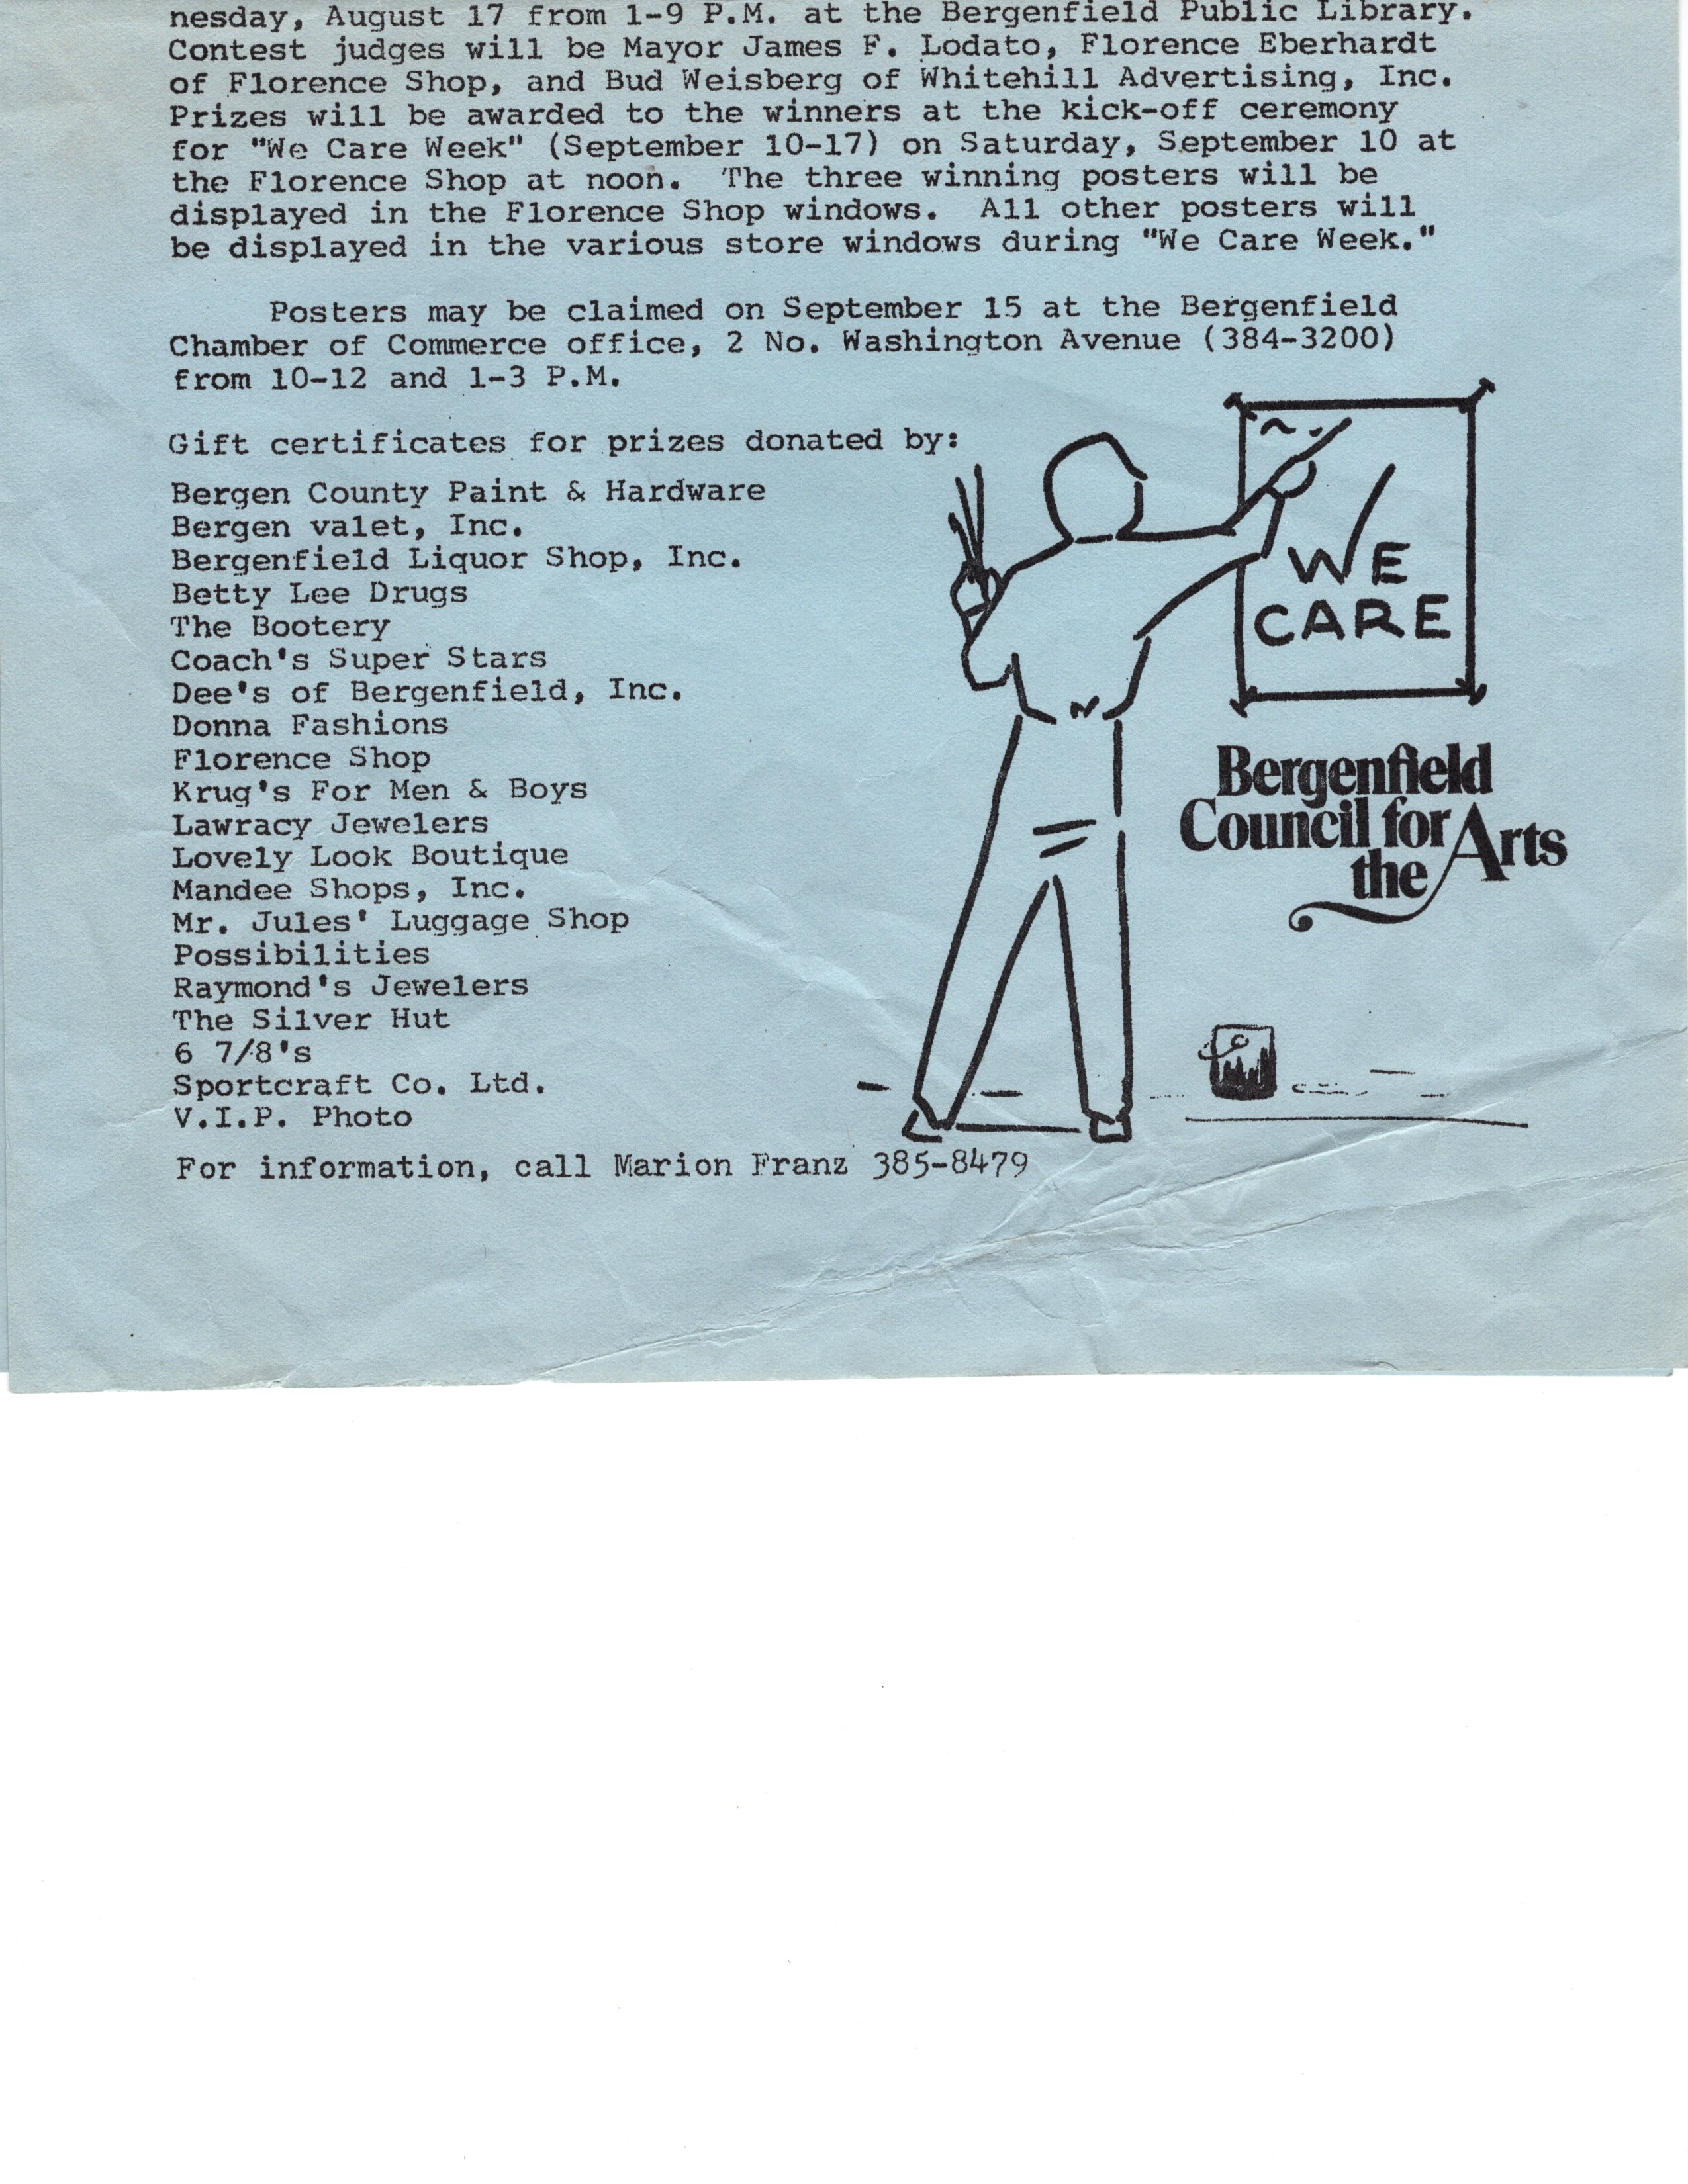 nesday, August 17 from 1-9 P.M. at the Bergenfield Public Library.
Contest judges will be Mayor James F. Lodato, Florence Eberhardt
of Florence Shop, and Bud Weisberg of Whitehill Advertising, Inc.
Prizes will be awarded to the winners at the kick-off ceremony
for "We Care Week" (September 10-17) on Saturday, September 10 at
the Florence Shop at noon.  The three winning posters will be
displayed in the Florence Shop windows.  All other posters will
be displayed in the various store windows during "We Care Week."
Posters may be claimed on September 15 at the Bergenfield
Chamber of Commerce office, 2 No. Washington Avenue (384-3200)
from 10-12 and 1-3 P.M.
Gift certificates for prizes donated by:
Bergen County Paint & Hardware
Bergen valet, Inc.
Bergenfield Liquor Shop, Inc.
Betty Lee Drugs
The Bootery
Coach's Super Stars
Dee's of Bergenfield, Inc.
Donna Fashions
Florence Shop
Krug's For Men & Boys
Lawracy Jewelers
Lovely Look Boutique
Mandee Shops, Inc.
Mr. Jules' Luggage Shop
Possibilities
Raymond's Jewelers
The Silver Hut
6 7/8's
Sportcraft Co. Ltd.
V.I.P. Photo
For information, call Marion Franz 385-8479
WE
CARE
Bergenfield
Council for
the Arts